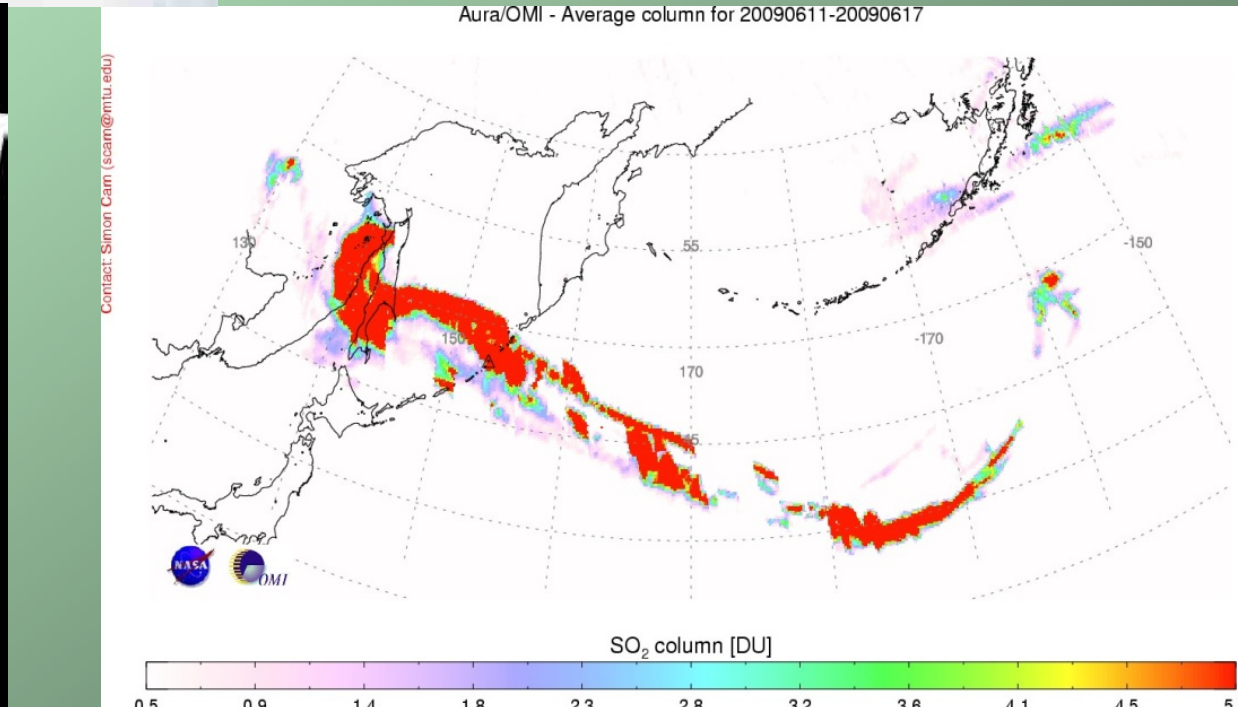 Aura/OMI - Average column for 20090611-20090617
Contact: Simon Carn (scarn@mtu.edu)
130
55
-150
150
-170
170
45
NASA
OMI
SO₂ column [DU]
0.5 0.9 1.4 1.8 2.3 2.8 3.2 3.6 4.1 4.5 5